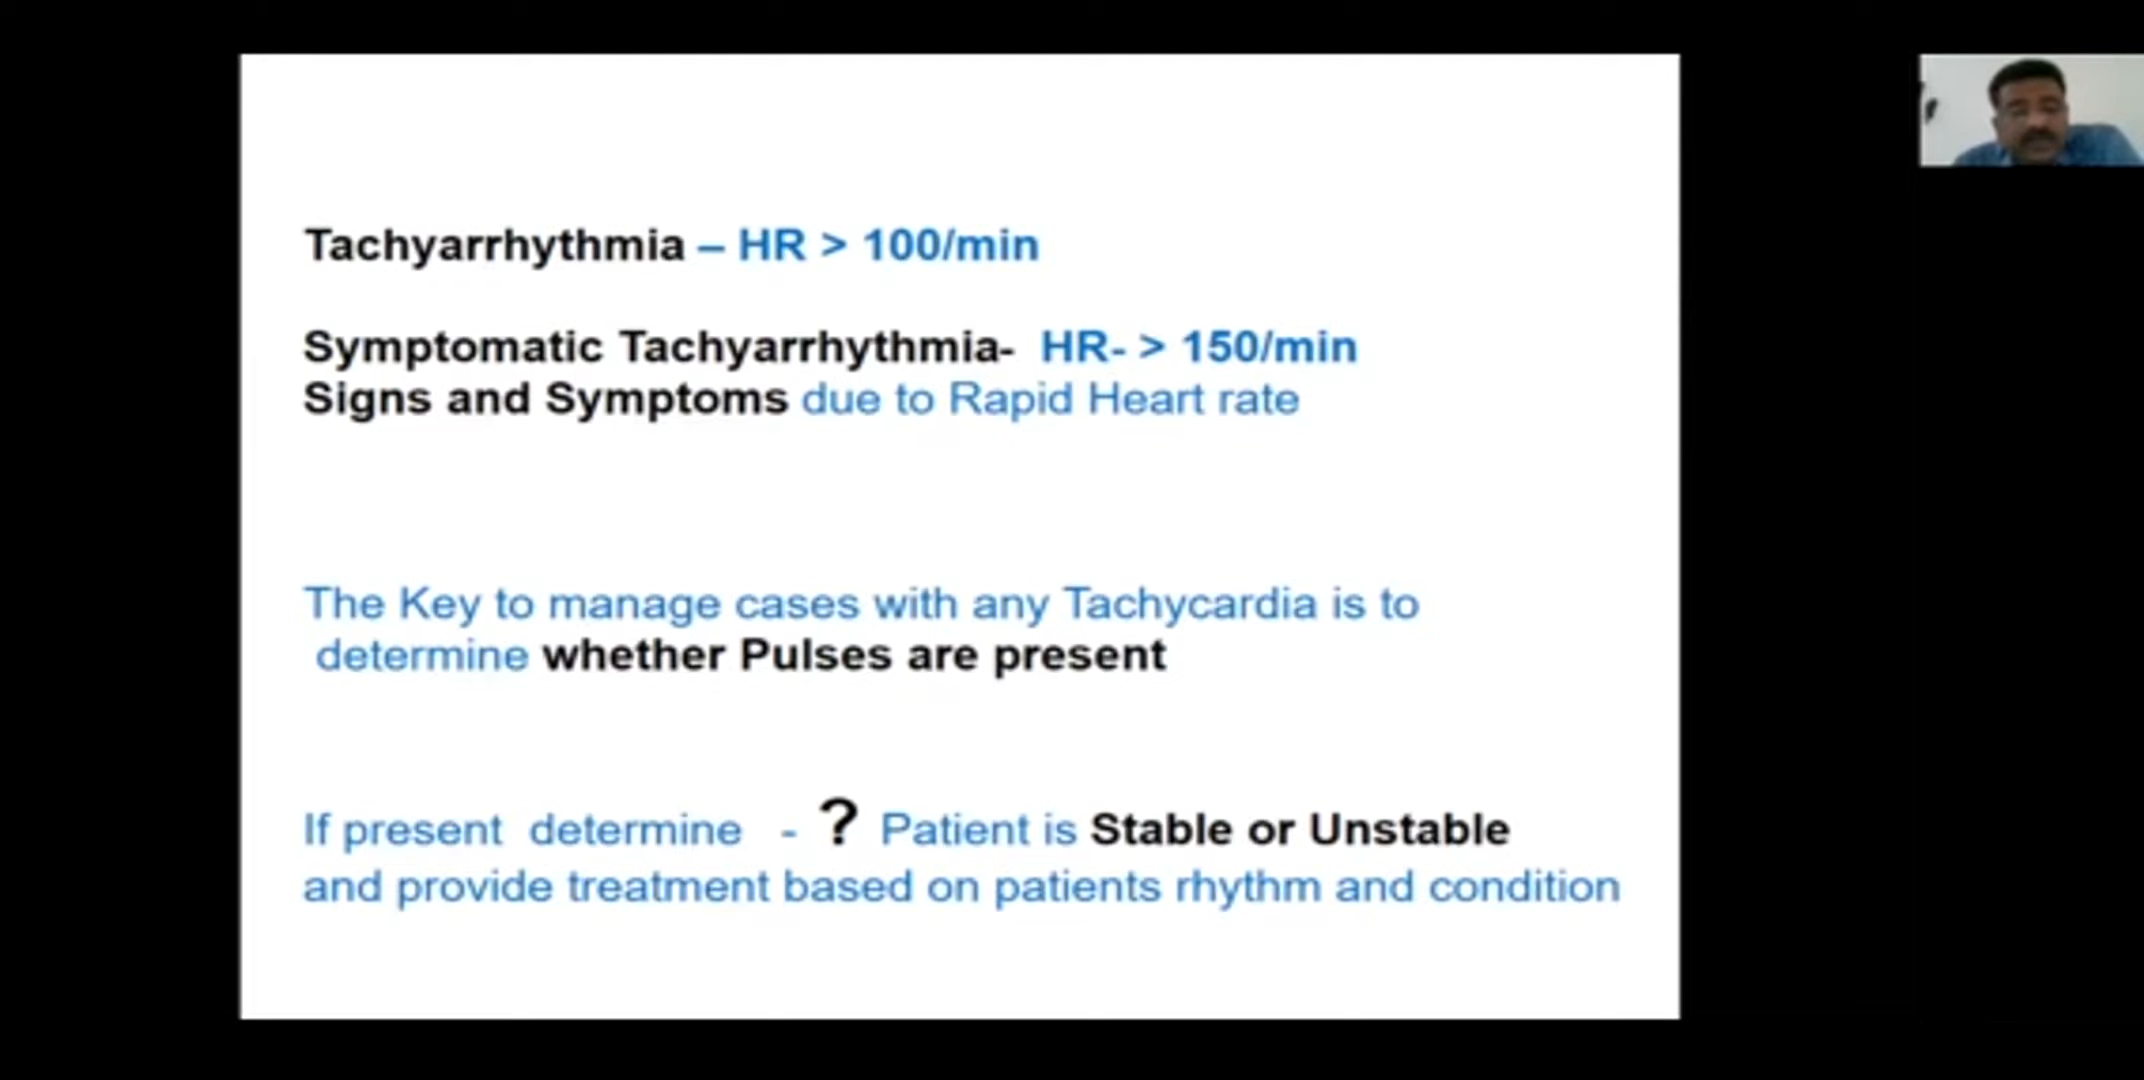 Tachyarrhythmia – HR > 100/min
Symptomatic Tachyarrhythmia- HR- > 150/min
Signs and Symptoms due to Rapid Heart rate
The Key to manage cases with any Tachycardia is to
determine whether Pulses are present
If present determine - ? Patient is Stable or Unstable
and provide treatment based on patients rhythm and condition